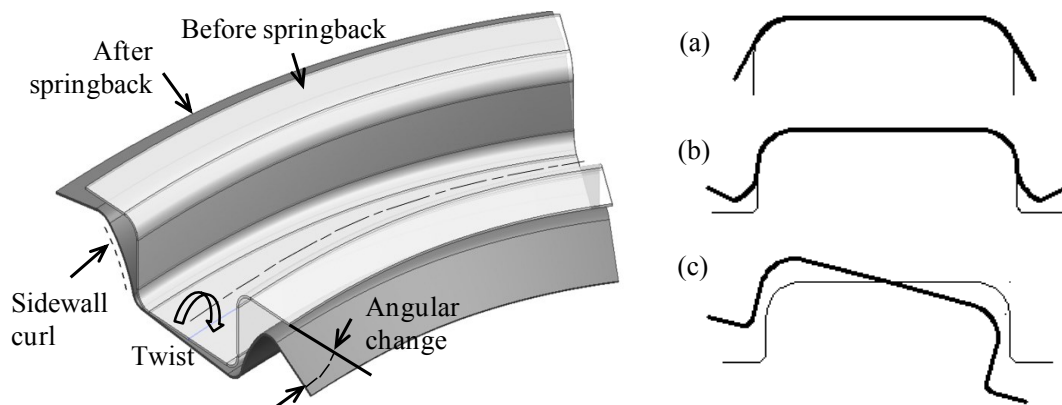 Before springback
After
springback
Sidewall
curl
Twist
Angular
change
(a)
(b)
(c)